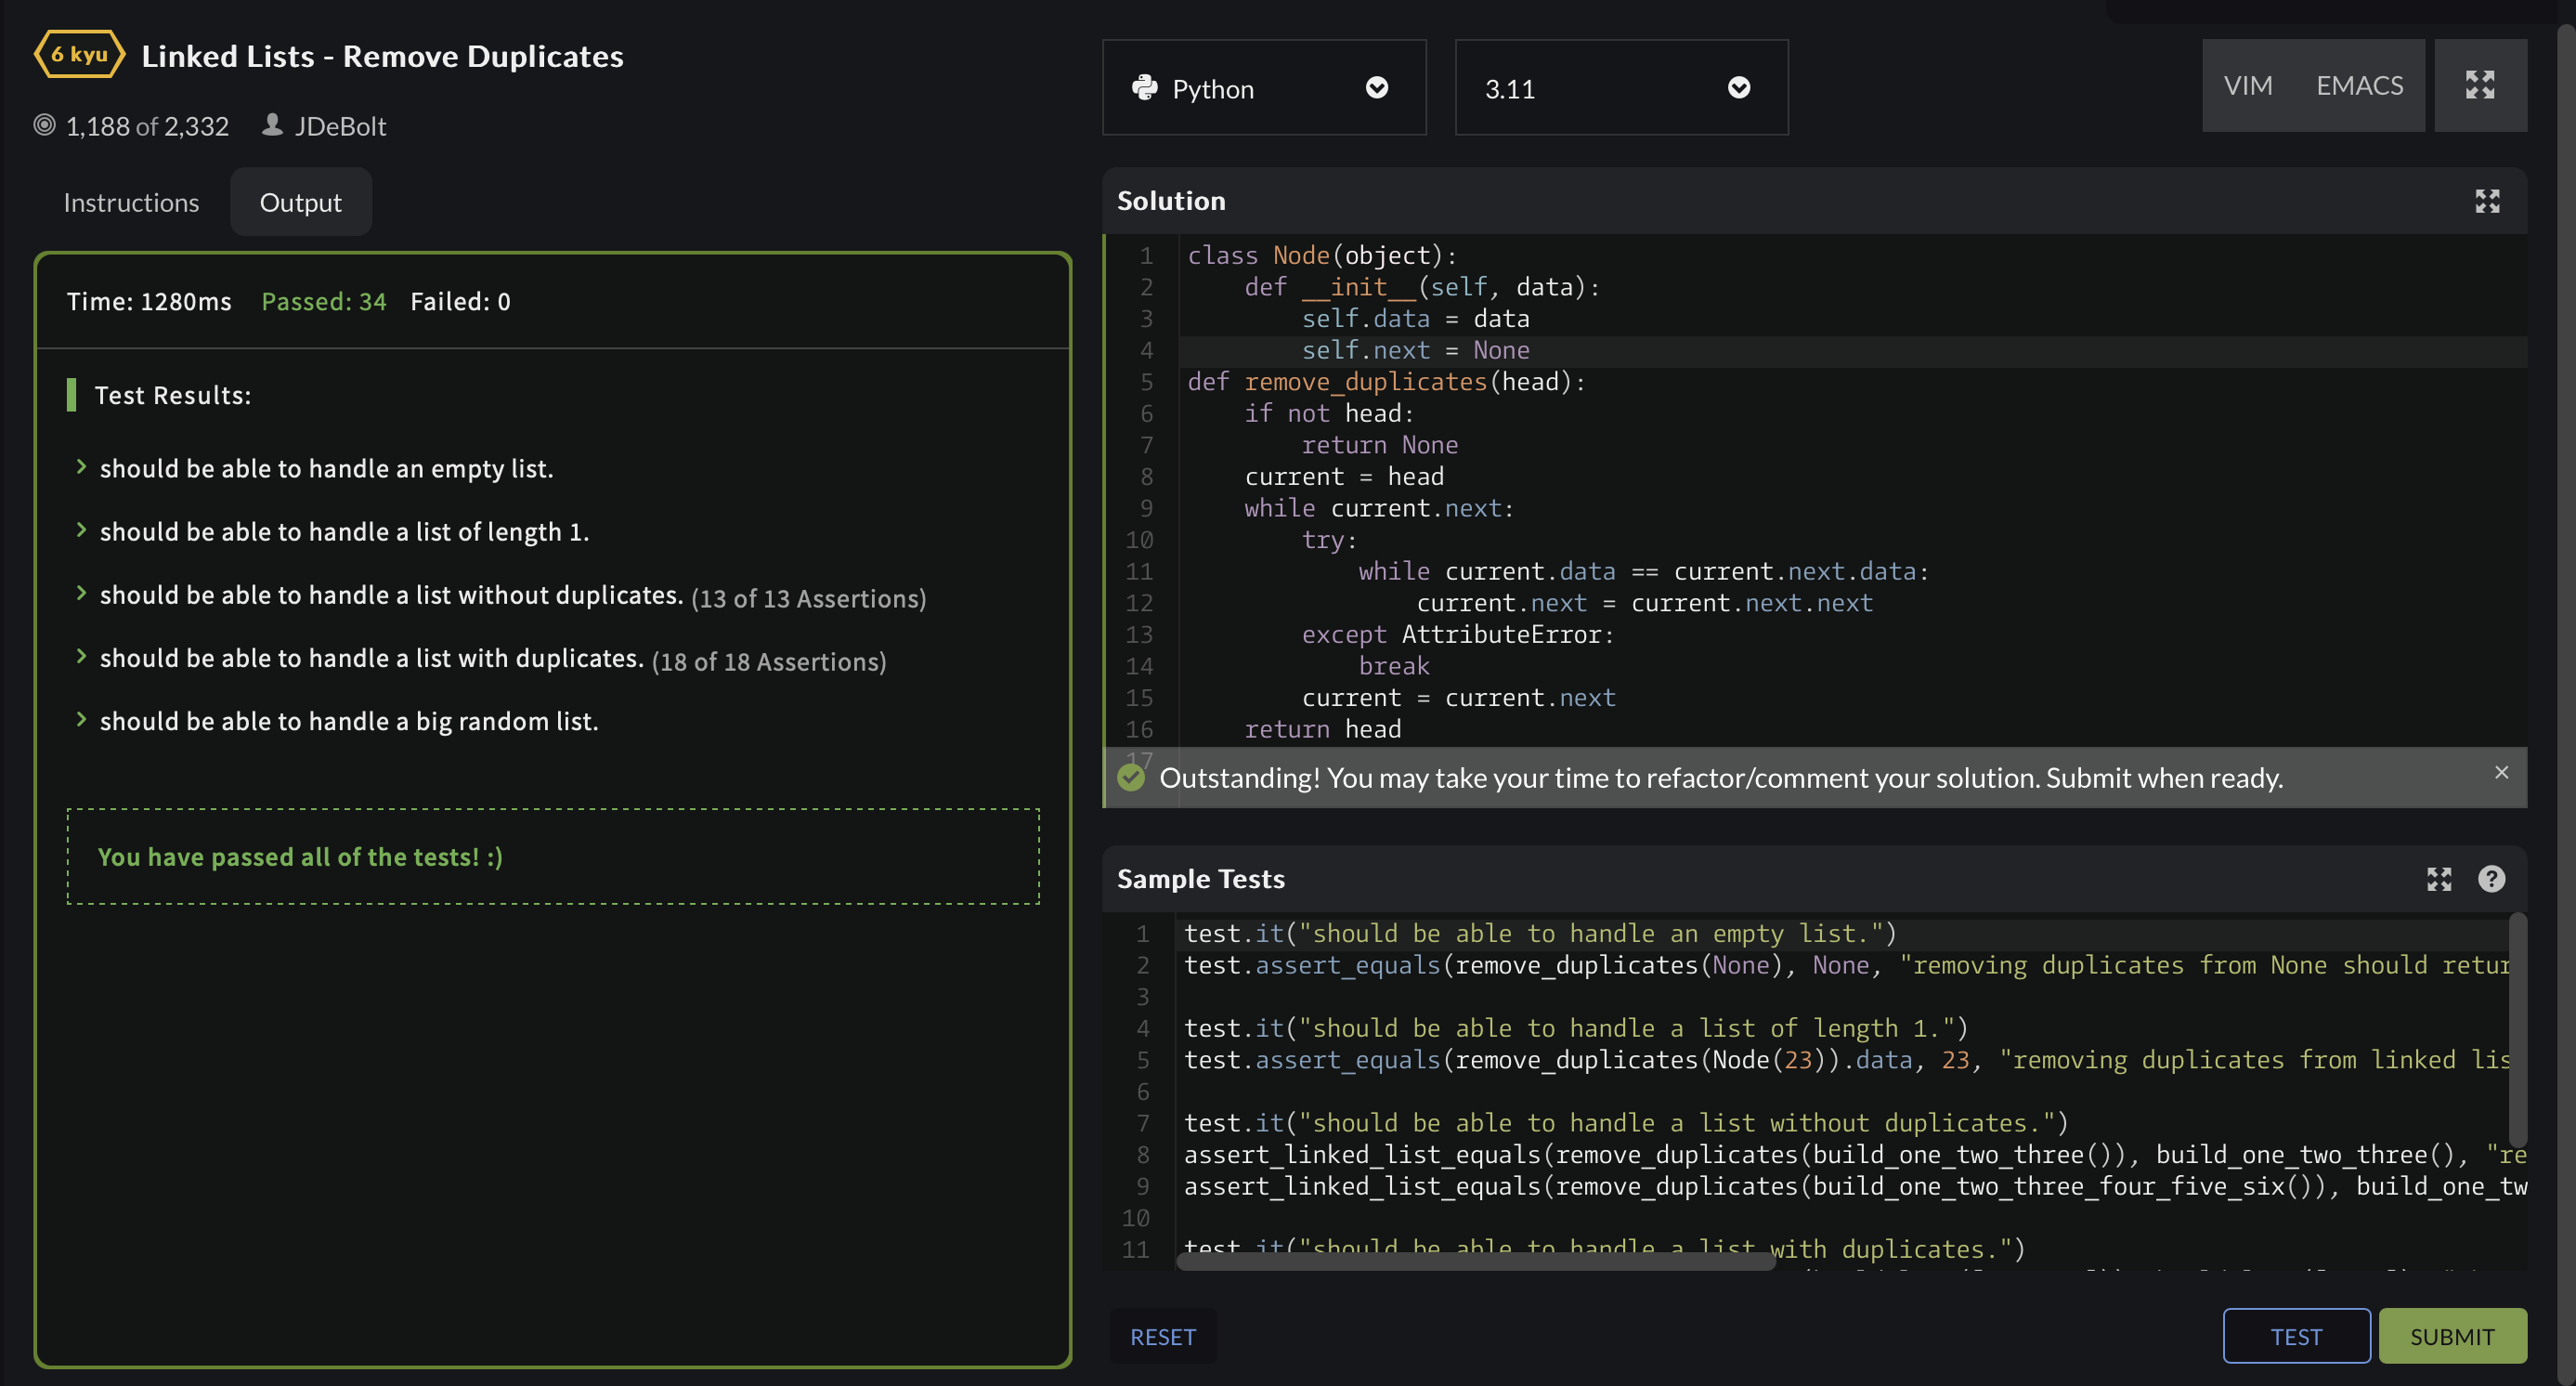 6 kyu Linked Lists - Remove Duplicates
1,188 of 2,332 JDeBolt
Instructions Output
Time: 1280ms Passed: 34 Failed: 0
Test Results:
should be able to handle an empty list.
should be able to handle a list of length 1.
should be able to handle a list without duplicates. (13 of 13 Assertions)
should be able to handle a list with duplicates. (18 of 18 Assertions)
should be able to handle a big random list.
You have passed all of the tests! :)
Python 3.11 VIM EMACS
Solution
1 class Node(object):
2     def __init__(self, data):
3         self.data = data
4         self.next = None
5 def remove_duplicates(head):
6     if not head:
7         return None
8     current = head
9     while current.next:
10         try:
11             while current.data == current.next.data:
12                 current.next = current.next.next
13         except AttributeError:
14             break
15         current = current.next
16     return head
17
Outstanding! You may take your time to refactor/comment your solution. Submit when ready.
Sample Tests
1 test.it("should be able to handle an empty list.")
2 test.assert_equals(remove_duplicates(None), None, "removing duplicates from None should retur
3
4 test.it("should be able to handle a list of length 1.")
5 test.assert_equals(remove_duplicates(Node(23)).data, 23, "removing duplicates from linked lis
6
7 test.it("should be able to handle a list without duplicates.")
8 assert_linked_list_equals(remove_duplicates(build_one_two_three()), build_one_two_three(), "re
9 assert_linked_list_equals(remove_duplicates(build_one_two_three_four_five_six()), build_one_tw
10
11 test.it("should be able to handle a list with duplicates.")
RESET TEST SUBMIT